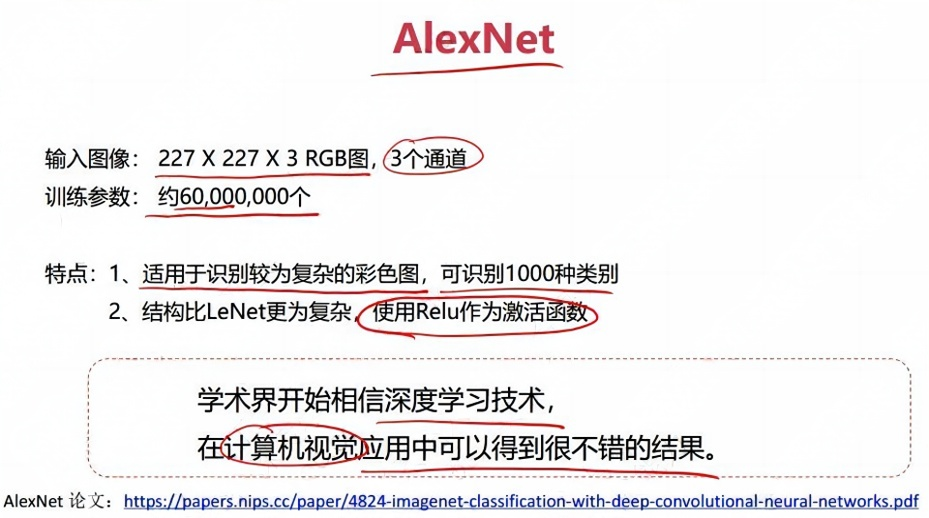 AlexNet
输入图像： 227 X 227 X 3 RGB图，3个通道
训练参数： 约60,000,000个
特点：1、适用于识别较为复杂的彩色图，可识别1000种类别
2、结构比LeNet更为复杂，使用Relu作为激活函数
学术界开始相信深度学习技术，
在计算机视觉应用中可以得到很不错的结果。
AlexNet 论文：https://papers.nips.cc/paper/4824-imagenet-classification-with-deep-convolutional-neural-networks.pdf